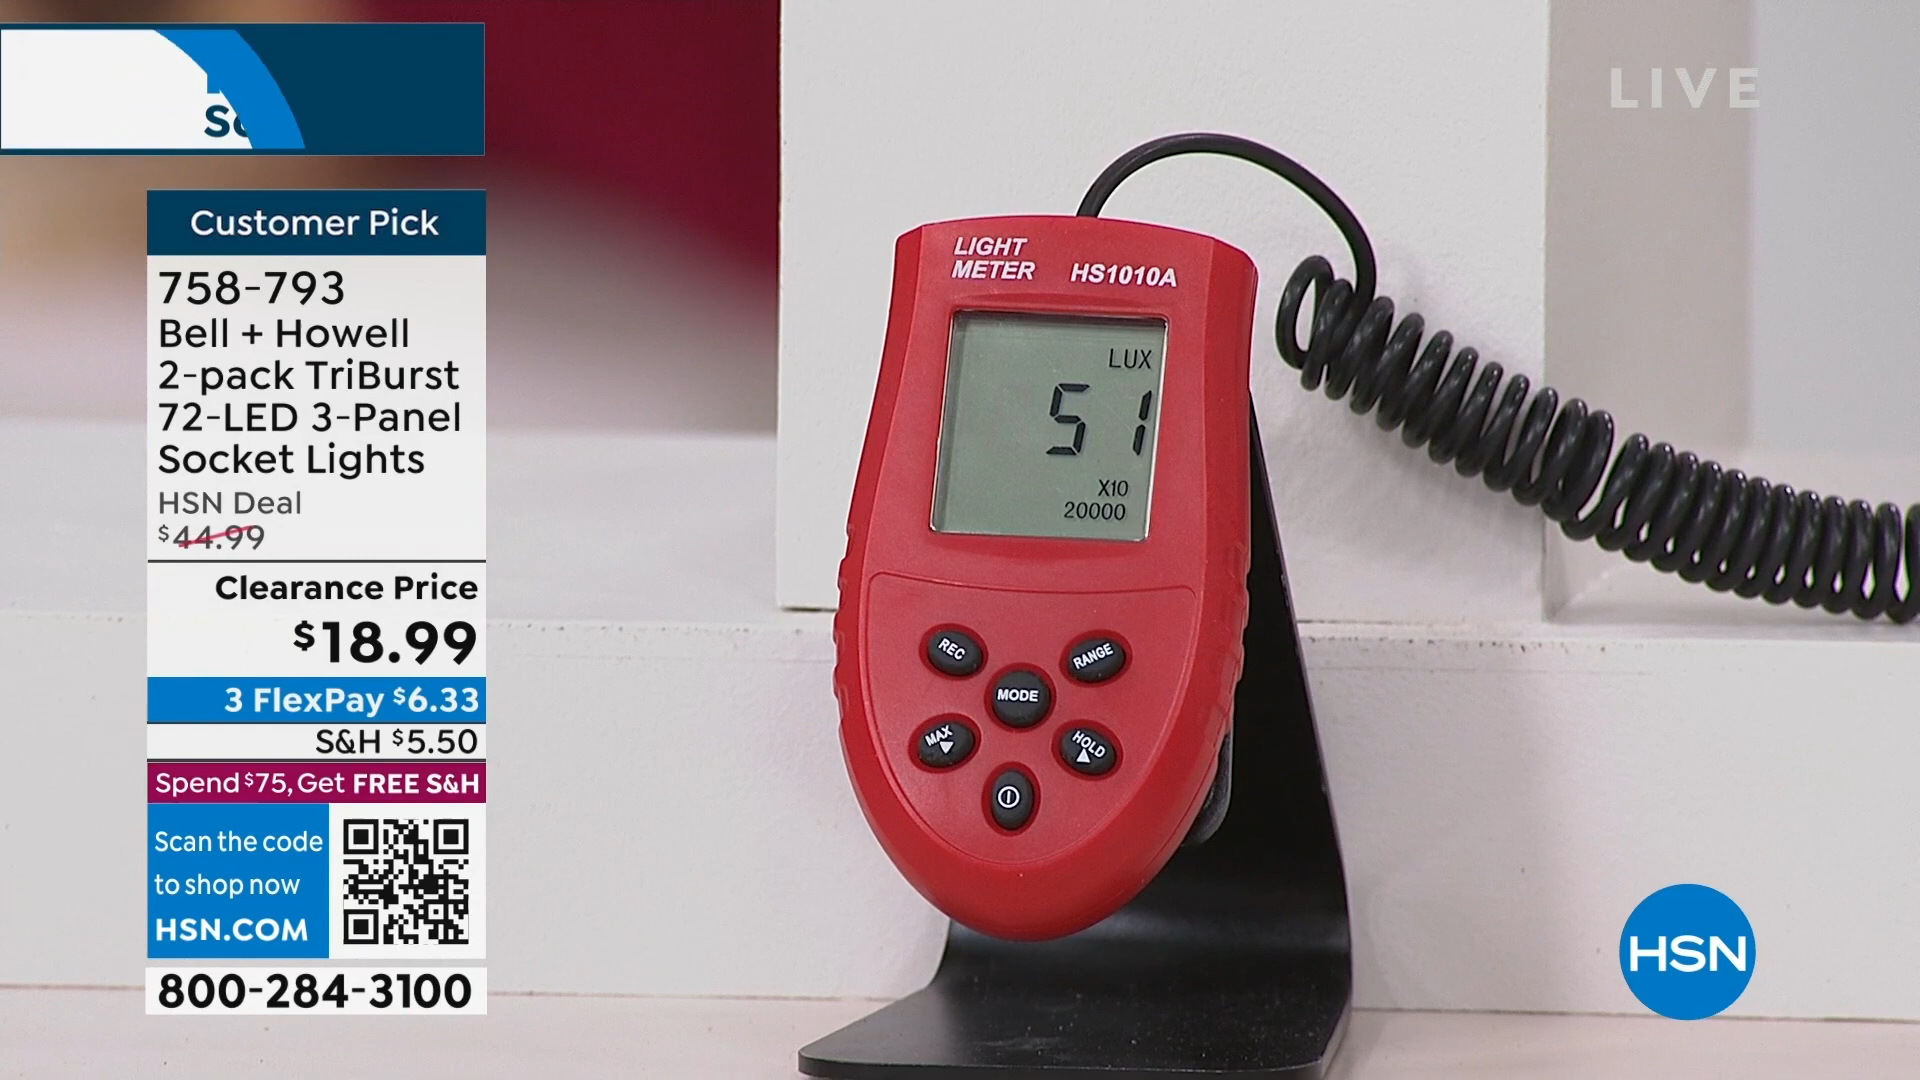 Customer Pick
758-793
Bell + Howell
2-pack TriBurst
72-LED 3-Panel
Socket Lights
HSN Deal
$44.99
Clearance Price
$18.99
3 FlexPay $6.33
S&H $5.50
Spend $75, Get FREE S&H
Scan the code
to shop now
HSN.COM
800-284-3100
LIVE
LIGHT
METER HS1010A
LUX
51
X10
20000
REC
RANGE
MODE
MAX
HOLD
HSN